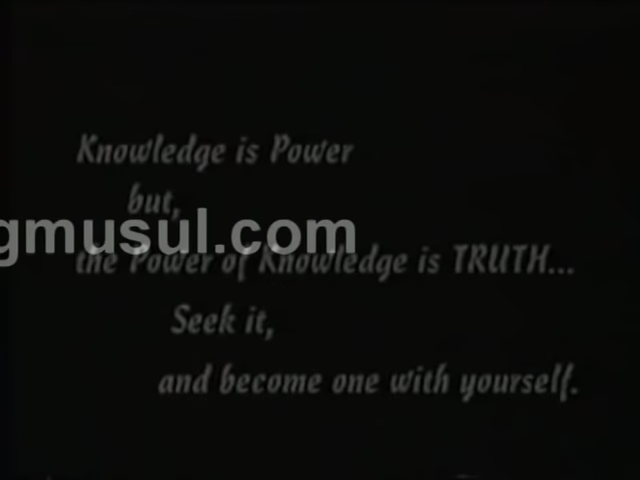 Knowledge is Power
but,
gmusul.com
the Power of Knowledge is TRUTH...
Seek it,
and become one with yourself.